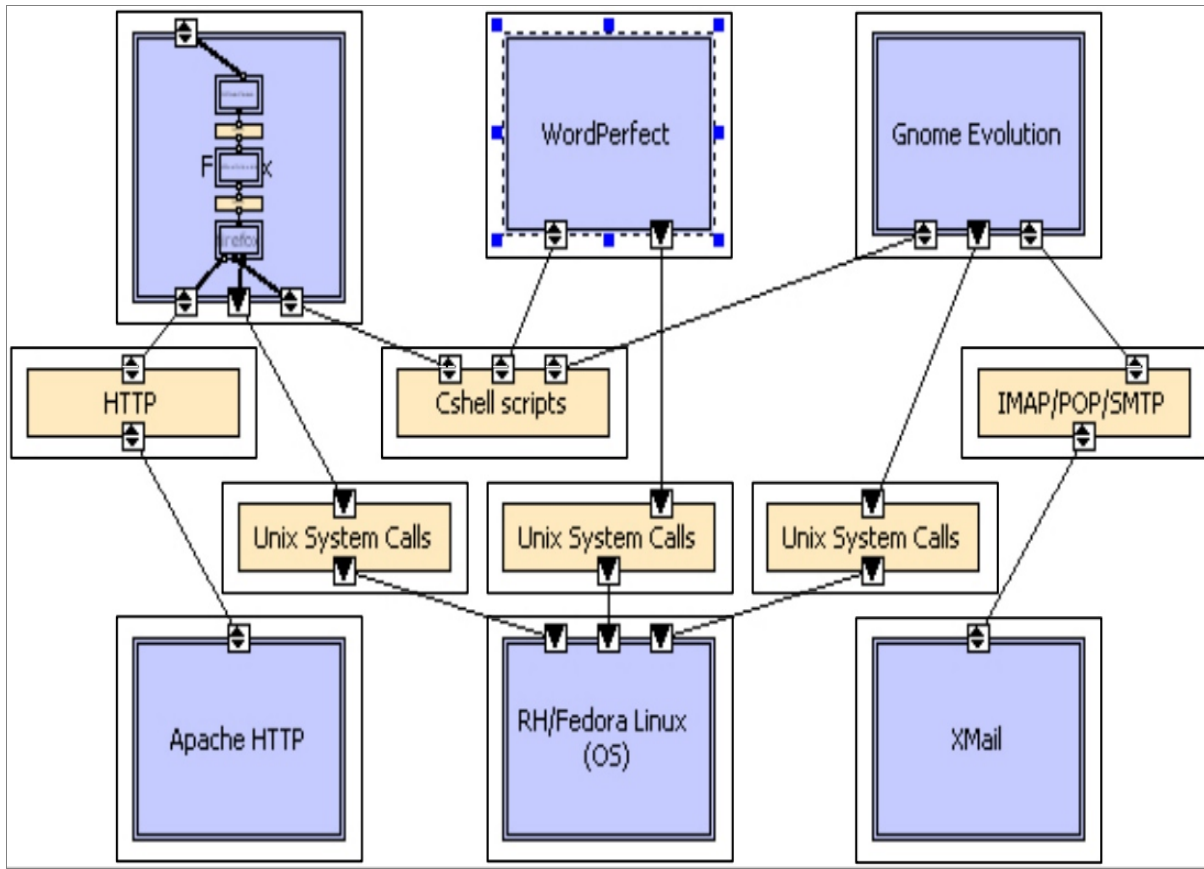 WordPerfect
Gnome Evolution
F x
firefox
HTTP
Cshell scripts
IMAP/POP/SMTP
Unix System Calls
Unix System Calls
Unix System Calls
Apache HTTP
RH/Fedora Linux
(OS)
XMail